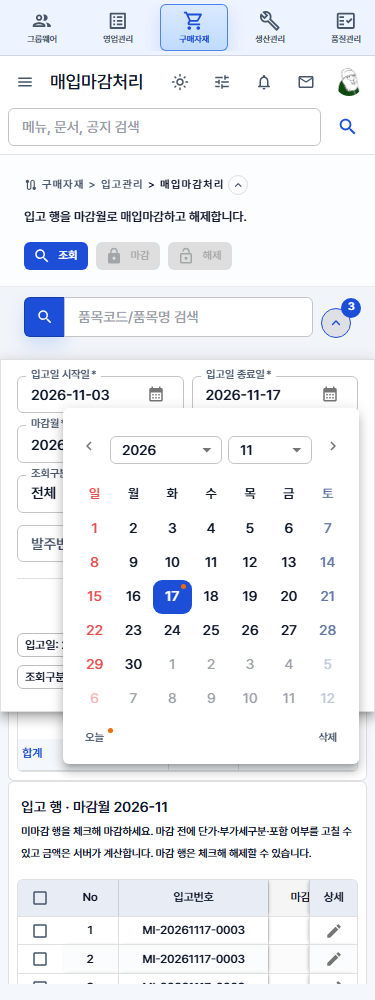 그룹웨어 영업관리 구매자재 생산관리 품질관리
매입마감처리
메뉴, 문서, 공지 검색
구매자재 > 입고관리 > 매입마감처리
입고 행을 마감월로 매입마감하고 해제합니다.
조회 마감 해제
품목코드/품목명 검색
3
입고일 시작일* 입고일 종료일*
2026-11-03 2026-11-17
마감월*
조회구분
전체
2026 11
일 월 화 수 목 금 토
1 2 3 4 5 6 7
8 9 10 11 12 13 14
15 16 17 18 19 20 21
22 23 24 25 26 27 28
29 30 1 2 3 4 5
6 7 8 9 10 11 12
오늘 삭제
입고일:
조회구분
합계
입고 행 · 마감월 2026-11
미마감 행을 체크해 마감하세요. 마감 전에 단가·부가세구분·포함 여부를 고칠 수
있고 금액은 서버가 계산합니다. 마감 행은 체크해 해제할 수 있습니다.
No 입고번호 마감 상세
1 MI-20261117-0003
2 MI-20261117-0003